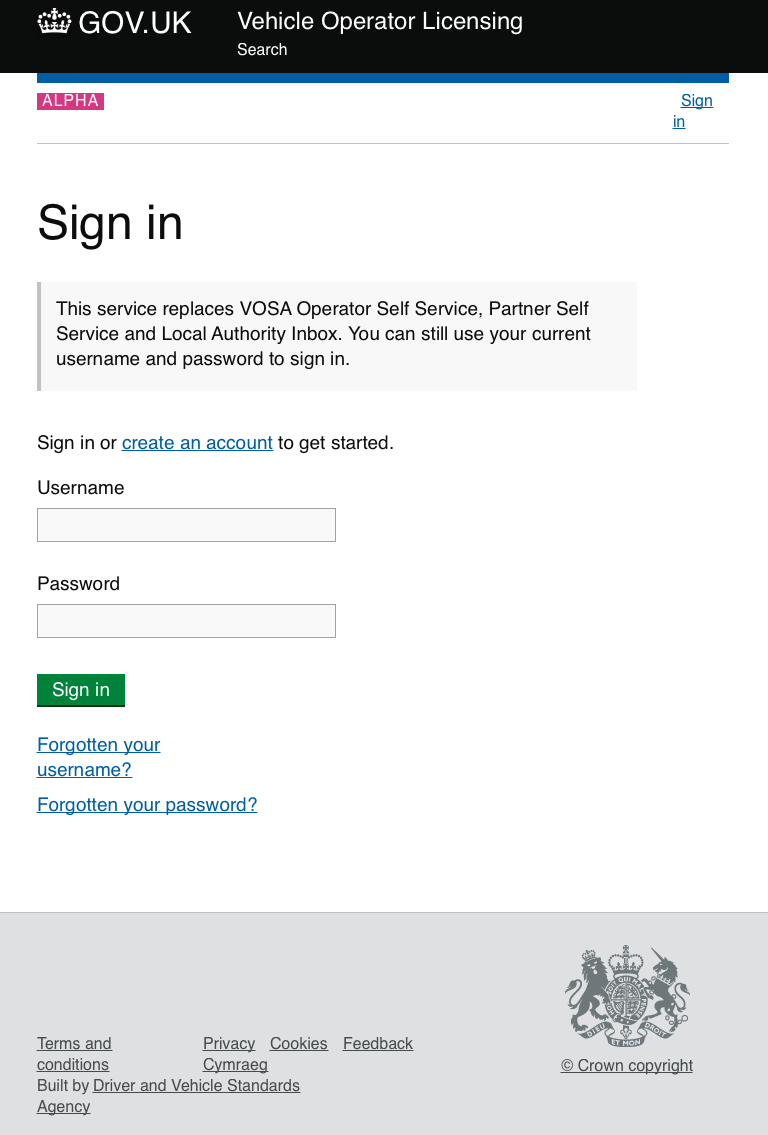 GOV.UK
Vehicle Operator Licensing
Search
ALPHA
Sign
in
Sign in
This service replaces VOSA Operator Self Service, Partner Self
Service and Local Authority Inbox. You can still use your current
username and password to sign in.
Sign in or create an account to get started.
Username
Password
Sign in
Forgotten your
username?
Forgotten your password?
Terms and
conditions
Privacy Cookies Feedback
Cymraeg
Built by Driver and Vehicle Standards
Agency
DIEU ET MON DROIT
© Crown copyright